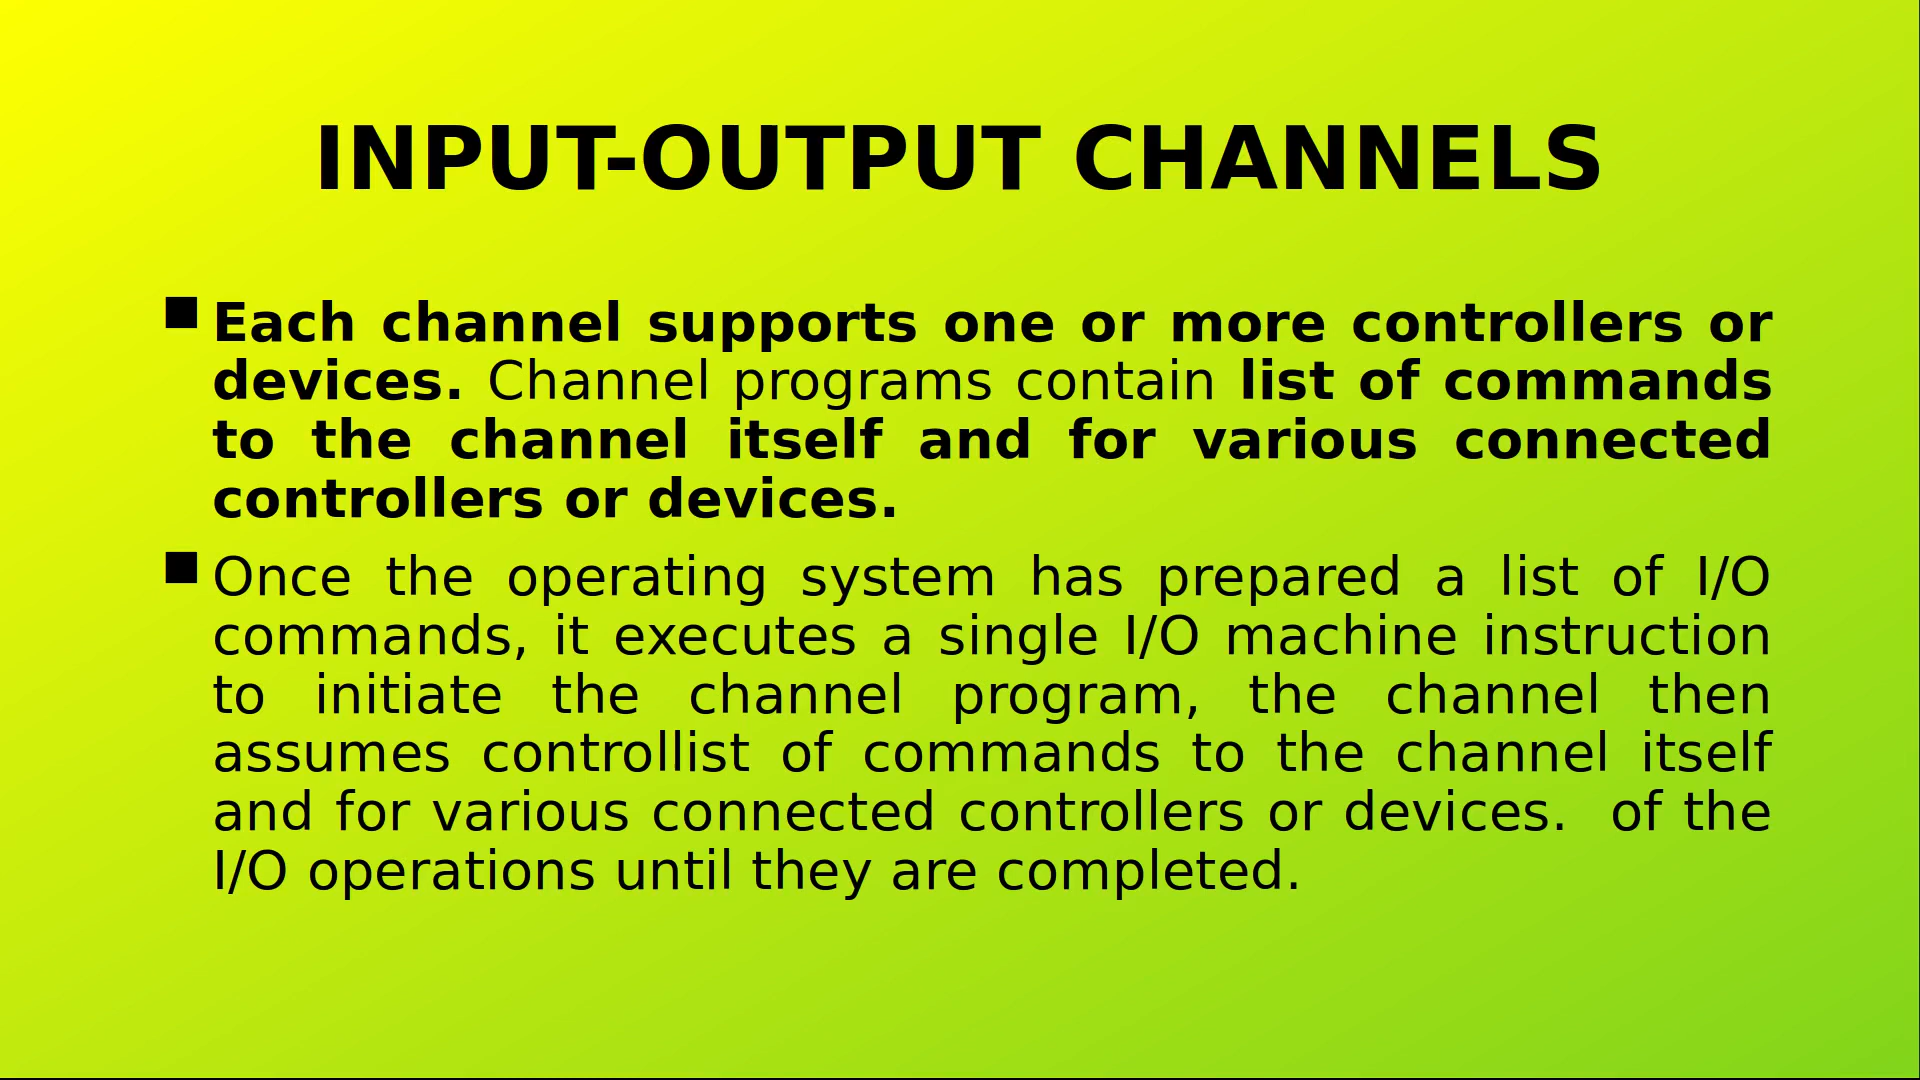 INPUT-OUTPUT CHANNELS
■ Each channel supports one or more controllers or
devices. Channel programs contain list of commands
to the channel itself and for various connected
controllers or devices.
■ Once the operating system has prepared a list of I/O
commands, it executes a single I/O machine instruction
to initiate the channel program, the channel then
assumes controllist of commands to the channel itself
and for various connected controllers or devices.  of the
I/O operations until they are completed.